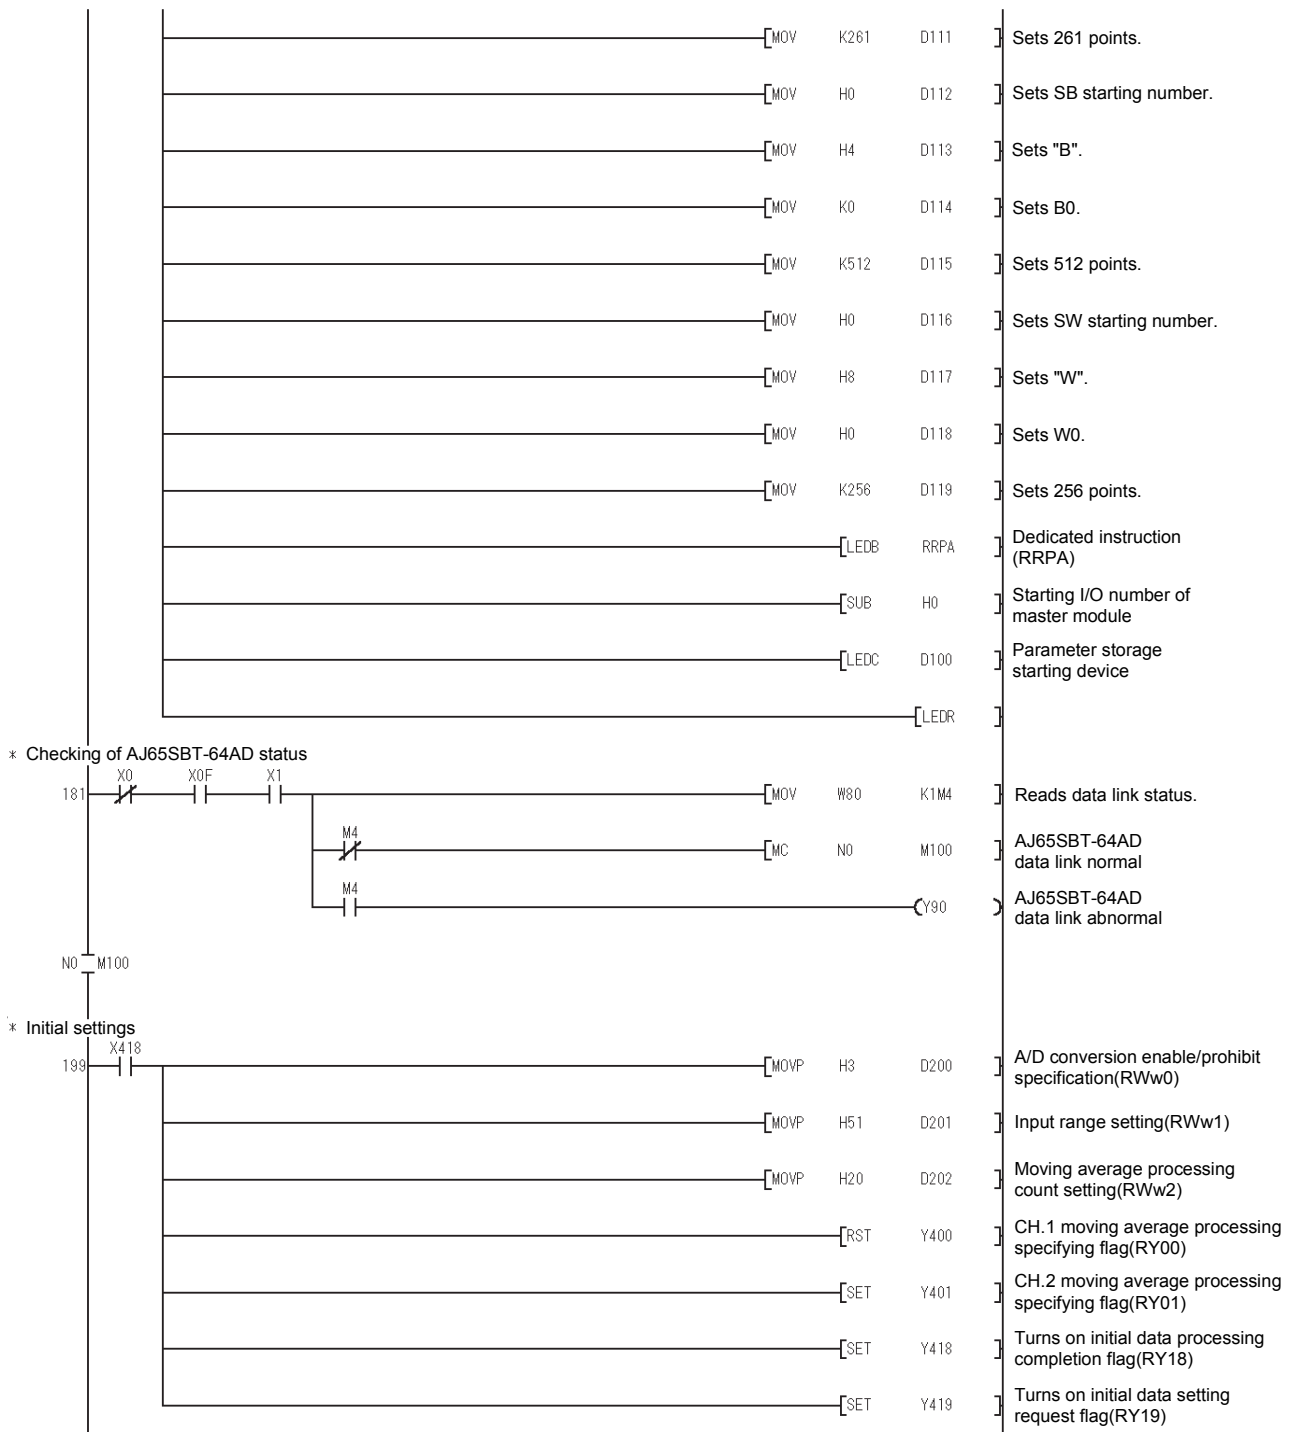 MOV K261 D111 Sets 261 points.
MOV H0 D112 Sets SB starting number.
MOV H4 D113 Sets "B".
MOV K0 D114 Sets B0.
MOV K512 D115 Sets 512 points.
MOV H0 D116 Sets SW starting number.
MOV H8 D117 Sets "W".
MOV H0 D118 Sets W0.
MOV K256 D119 Sets 256 points.
LEDB RRPA Dedicated instruction
(RRPA)
SUB H0 Starting I/O number of
master module
LEDC D100 Parameter storage
starting device
LEDR
* Checking of AJ65SBT-64AD status
X0 X0F X1
181 MOV W80 K1M4 Reads data link status.
M4
MC N0 M100 AJ65SBT-64AD
data link normal
M4
Y90 AJ65SBT-64AD
data link abnormal
N0 M100
* Initial settings
X418
199 MOVP H3 D200 A/D conversion enable/prohibit
specification(RWw0)
MOVP H51 D201 Input range setting(RWw1)
MOVP H20 D202 Moving average processing
count setting(RWw2)
RST Y400 CH.1 moving average processing
specifying flag(RY00)
SET Y401 CH.2 moving average processing
specifying flag(RY01)
SET Y418 Turns on initial data processing
completion flag(RY18)
SET Y419 Turns on initial data setting
request flag(RY19)